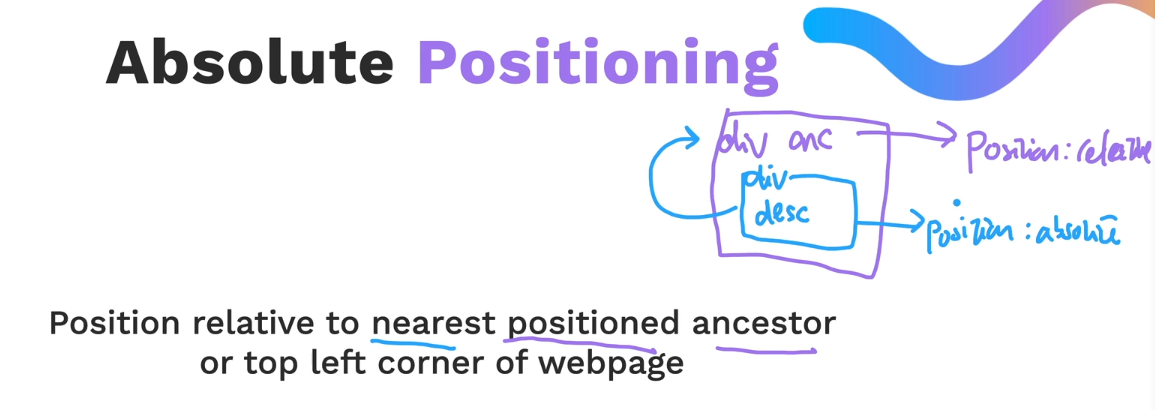 Absolute Positioning
div anc
position: relative
div
desc
position: absolute
Position relative to nearest positioned ancestor
or top left corner of webpage